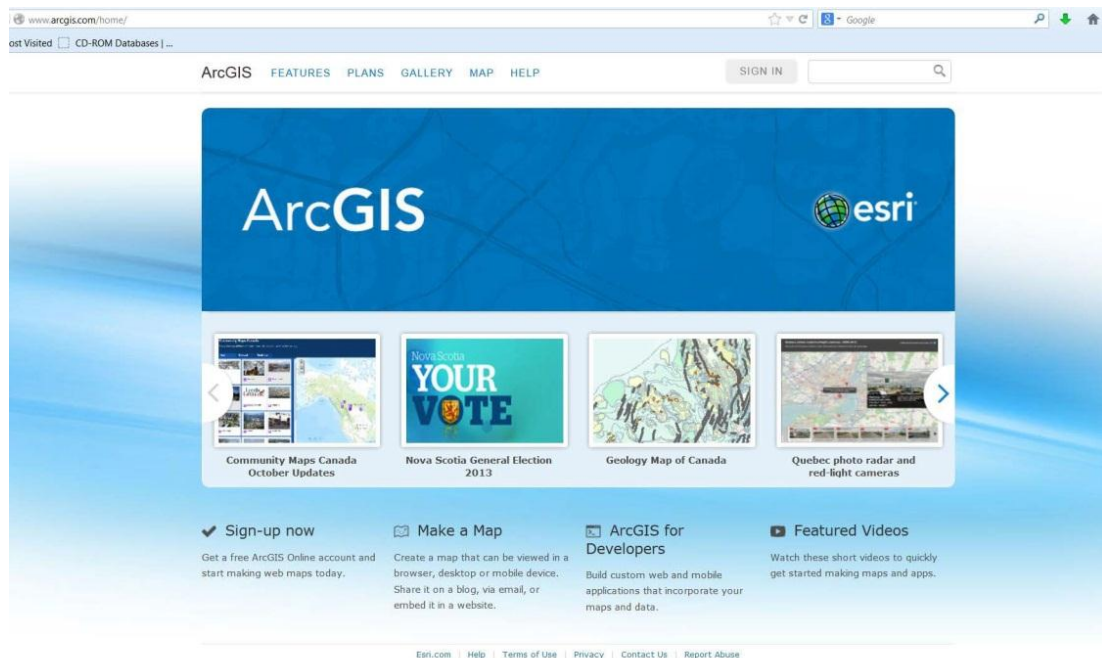 www.arcgis.com/home/
Google
ost Visited CD-ROM Databases | ...
ArcGIS FEATURES PLANS GALLERY MAP HELP SIGN IN
ArcGIS
esri
Nova Scotia
YOUR
VOTE
Community Maps Canada
October Updates
Nova Scotia General Election
2013
Geology Map of Canada
Quebec photo radar and
red-light cameras
Sign-up now
Get a free ArcGIS Online account and
start making web maps today.
Make a Map
Create a map that can be viewed in a
browser, desktop or mobile device.
Share it on a blog, via email, or
embed it in a website.
ArcGIS for
Developers
Build custom web and mobile
applications that incorporate your
maps and data.
Featured Videos
Watch these short videos to quickly
get started making maps and apps.
Esri.com | Help | Terms of Use | Privacy | Contact Us | Report Abuse